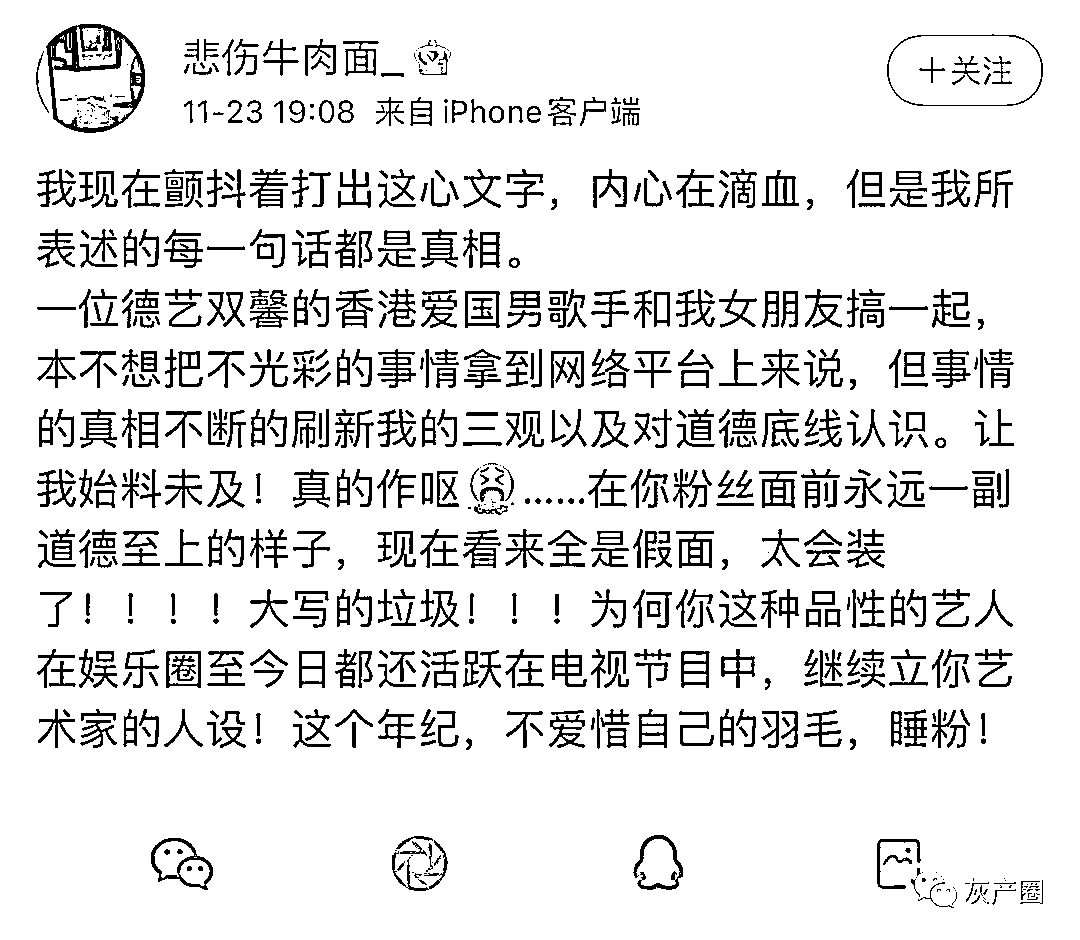 悲伤牛肉面_
+关注
11-23 19:08 来自iPhone客户端
我现在颤抖着打出这心文字，内心在滴血，但是我所
表述的每一句话都是真相。
一位德艺双馨的香港爱国男歌手和我女朋友搞一起，
本不想把不光彩的事情拿到网络平台上来说，但事情
的真相不断的刷新我的三观以及对道德底线认识。让
我始料未及！真的作呕😫......在你粉丝面前永远一副
道德至上的样子，现在看来全是假面，太会装
了！！！！大写的垃圾！！！为何你这种品性的艺人
在娱乐圈至今日都还活跃在电视节目中，继续立你艺
术家的人设！这个年纪，不爱惜自己的羽毛，睡粉！
灰产圈